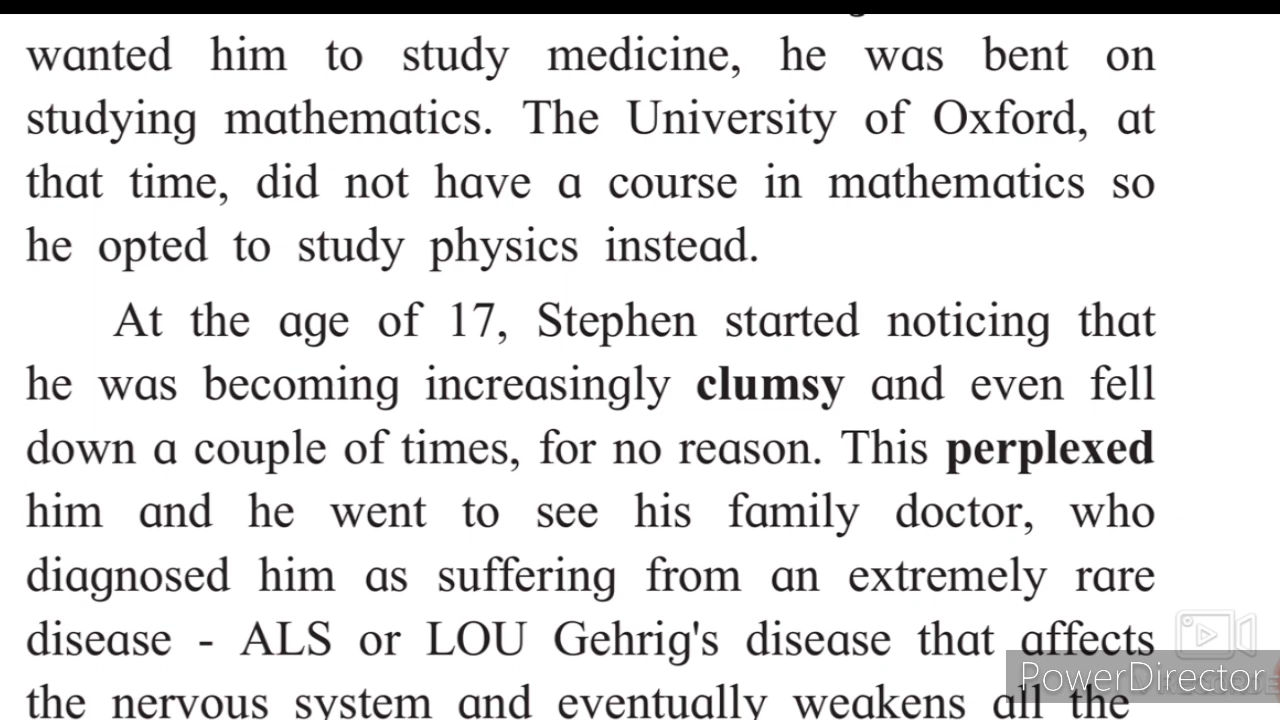 wanted him to study medicine, he was bent on
studying mathematics. The University of Oxford, at
that time, did not have a course in mathematics so
he opted to study physics instead.
At the age of 17, Stephen started noticing that
he was becoming increasingly clumsy and even fell
down a couple of times, for no reason. This perplexed
him and he went to see his family doctor, who
diagnosed him as suffering from an extremely rare
disease - ALS or LOU Gehrig's disease that affects
the nervous system and eventually weakens all the
PowerDirector